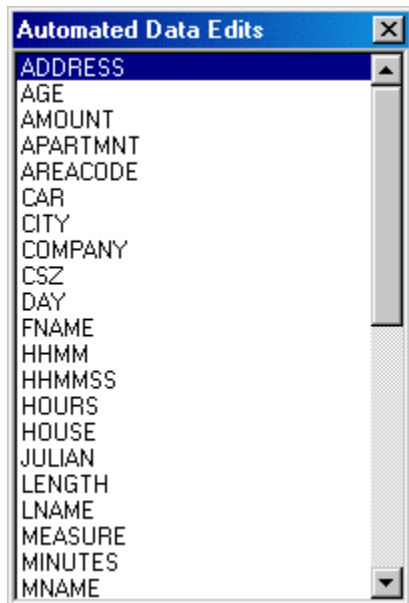 Automated Data Edits
ADDRESS
AGE
AMOUNT
APARTMNT
AREACODE
CAR
CITY
COMPANY
CSZ
DAY
FNAME
HHMM
HHMMSS
HOURS
HOUSE
JULIAN
LENGTH
LNAME
MEASURE
MINUTES
MNAME